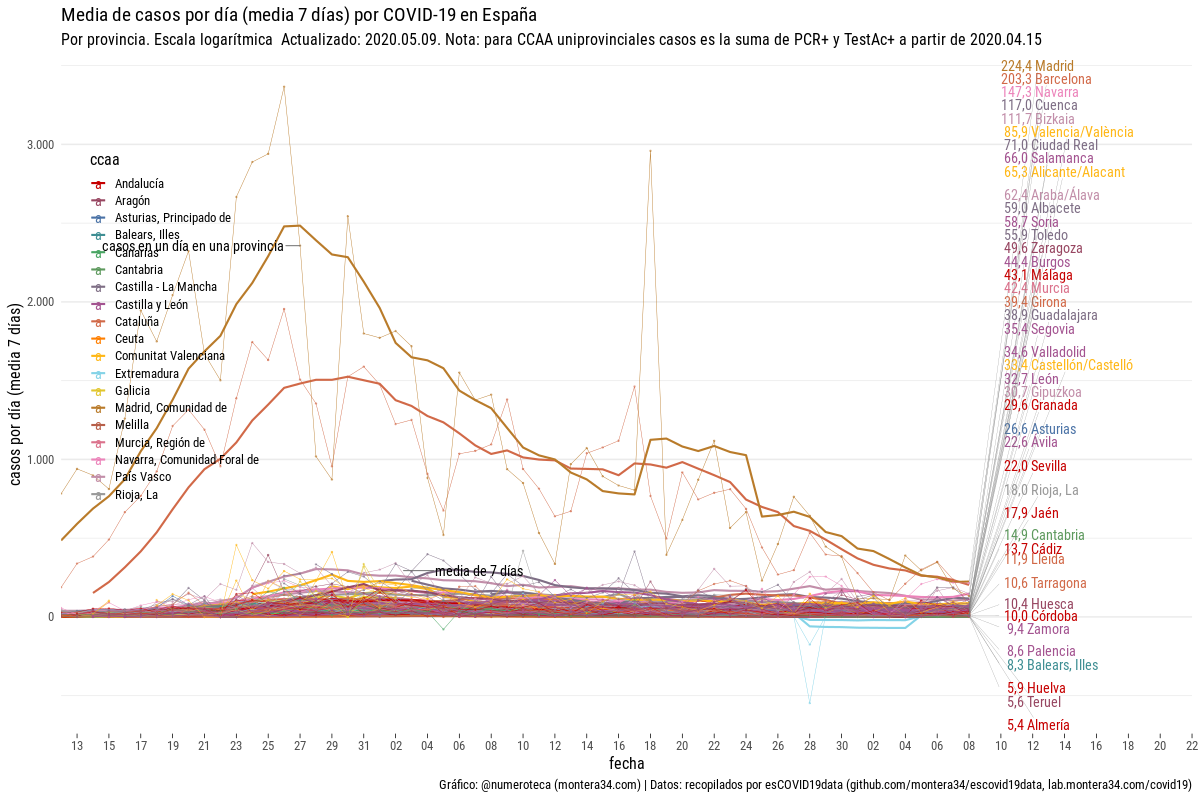 Media de casos por día (media 7 días) por COVID-19 en España
Por provincia. Escala logarítmica  Actualizado: 2020.05.09. Nota: para CCAA uniprovinciales casos es la suma de PCR+ y TestAc+ a partir de 2020.04.15
casos por día (media 7 días)
3.000
2.000
1.000
0
ccaa
Andalucía
Aragón
Asturias, Principado de
Balears, Illes
Canarias
Cantabria
Castilla - La Mancha
Castilla y León
Cataluña
Ceuta
Comunitat Valenciana
Extremadura
Galicia
Madrid, Comunidad de
Melilla
Murcia, Región de
Navarra, Comunidad Foral de
País Vasco
Rioja, La
casos en un día en una provincia
media de 7 días
224,4 Madrid
203,3 Barcelona
147,3 Navarra
117,0 Cuenca
111,7 Bizkaia
85,9 Valencia/València
71,0 Ciudad Real
66,0 Salamanca
65,3 Alicante/Alacant
62,4 Araba/Álava
59,0 Albacete
58,7 Soria
55,9 Toledo
49,6 Zaragoza
44,4 Burgos
43,1 Málaga
42,4 Murcia
39,4 Girona
38,9 Guadalajara
35,4 Segovia
34,6 Valladolid
33,4 Castellón/Castelló
32,7 León
30,7 Gipuzkoa
29,6 Granada
26,6 Asturias
22,6 Ávila
22,0 Sevilla
18,0 Rioja, La
17,9 Jaén
14,9 Cantabria
13,7 Cádiz
11,9 Lleida
10,6 Tarragona
10,4 Huesca
10,0 Córdoba
9,4 Zamora
8,6 Palencia
8,3 Balears, Illes
5,9 Huelva
5,6 Teruel
5,4 Almería
13 15 17 19 21 23 25 27 29 31 02 04 06 08 10 12 14 16 18 20 22 24 26 28 30 02 04 06 08 10 12 14 16 18 20 22
fecha
Gráfico: @numeroteca (montera34.com) | Datos: recopilados por esCOVID19data (github.com/montera34/escovid19data, lab.montera34.com/covid19)